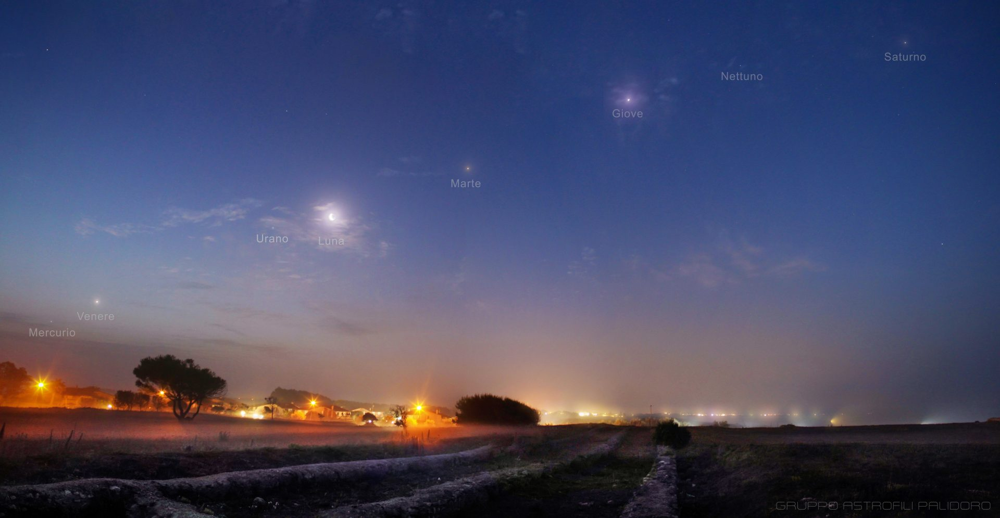 Saturno
Nettuno
Giove
Marte
Urano
Luna
Venere
Mercurio
GRUPPO ASTROFILI PALIDORO